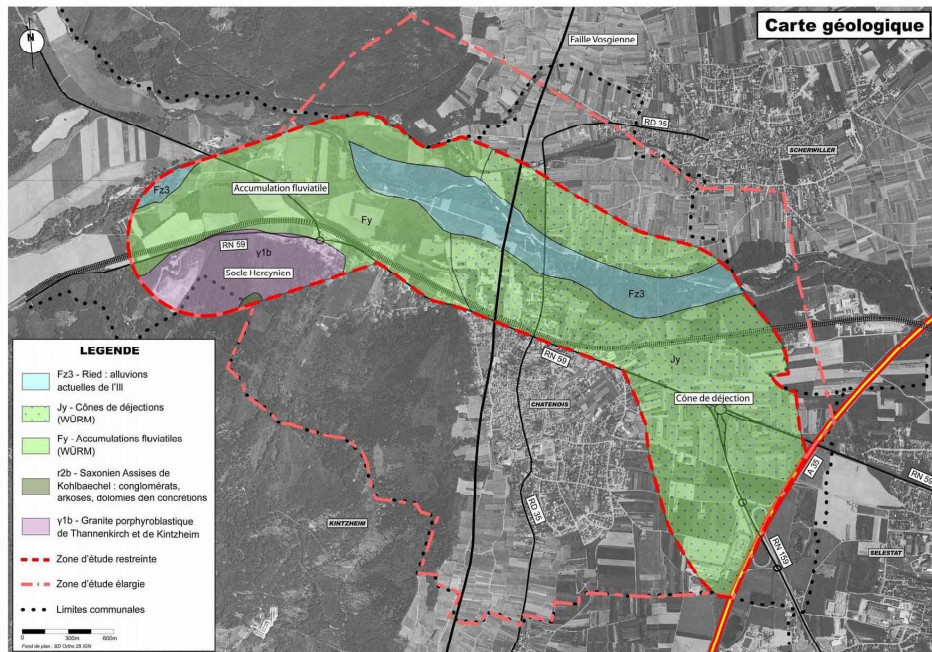 Carte géologique
N
Faille Vosgienne
RD 35
SCHERWILLER
Fz3
Accumulation fluviatile
Fy
RN 59
γ1b
Socle Hercynien
Fz3
RN 59
Jy
CHATENOIS
Cône de déjection
A 35
RN 59
KINTZHEIM
RD 35
RN 159
SELESTAT
LEGENDE
Fz3 - Ried : alluvions
actuelles de l'Ill
Jy - Cônes de déjections
(WÜRM)
Fy - Accumulations fluviatiles
(WÜRM)
r2b - Saxonien Assises de
Kohlbaechel : conglomérats,
arkoses, dolomies den concretions
γ1b - Granite porphyroblastique
de Thannenkirch et de Kintzheim
Zone d'étude restreinte
Zone d'étude élargie
Limites communales
0 300m 600m
Fond de plan : BD Ortho 25 IGN